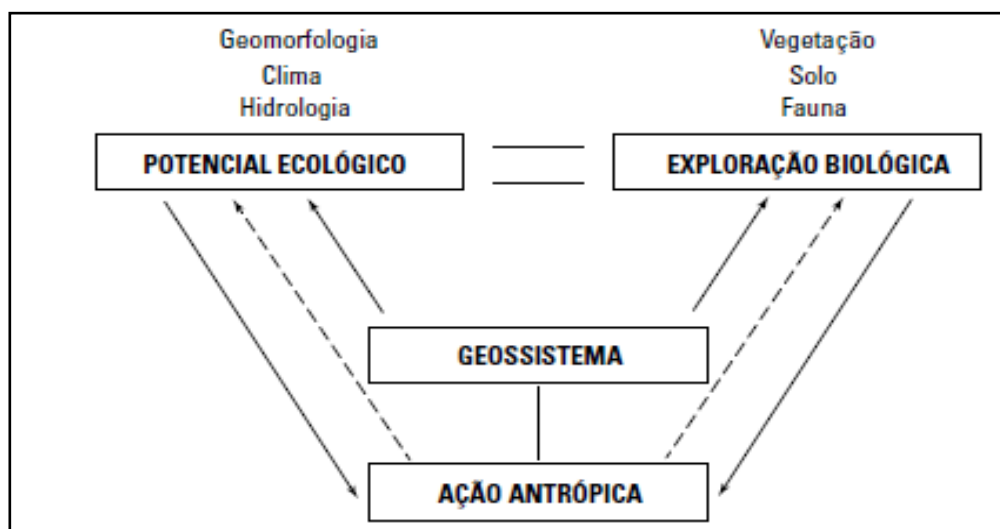 Geomorfologia
Clima
Hidrologia
POTENCIAL ECOLÓGICO
Vegetação
Solo
Fauna
EXPLORAÇÃO BIOLÓGICA
GEOSSISTEMA
AÇÃO ANTRÓPICA